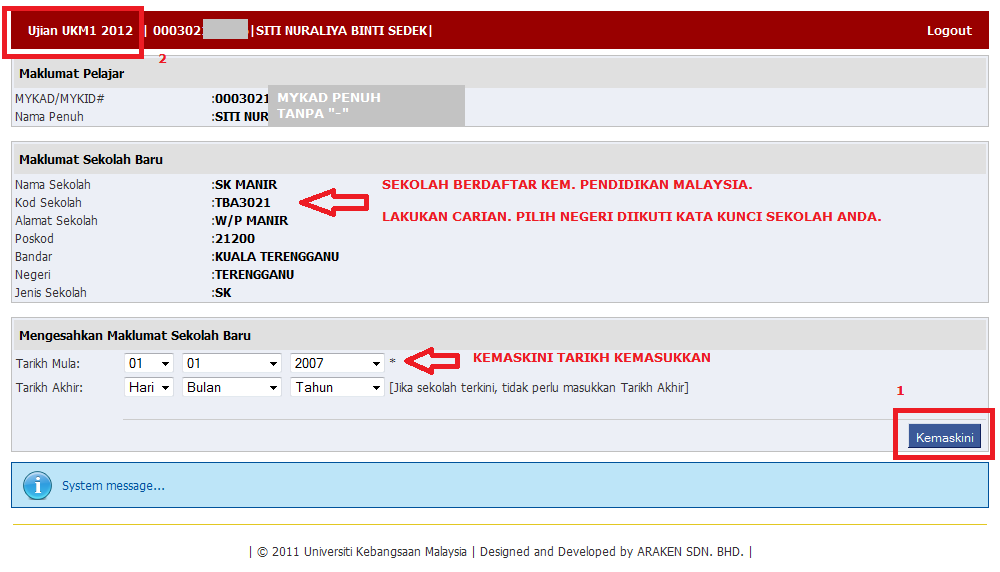 Ujian UKM1 2012 | 000302 |SITI NURALIYA BINTI SEDEK| Logout
2
Maklumat Pelajar
MYKAD/MYKID# :0003021 MYKAD PENUH
TANPA "-"
Nama Penuh :SITI NUR
Maklumat Sekolah Baru
Nama Sekolah :SK MANIR SEKOLAH BERDAFTAR KEM. PENDIDIKAN MALAYSIA.
Kod Sekolah :TBA3021
Alamat Sekolah :W/P MANIR LAKUKAN CARIAN. PILIH NEGERI DIIKUTI KATA KUNCI SEKOLAH ANDA.
Poskod :21200
Bandar :KUALA TERENGGANU
Negeri :TERENGGANU
Jenis Sekolah :SK
Mengesahkan Maklumat Sekolah Baru
Tarikh Mula: 01 01 2007 * KEMASKINI TARIKH KEMASUKKAN
Tarikh Akhir: Hari Bulan Tahun [Jika sekolah terkini, tidak perlu masukkan Tarikh Akhir]
1
Kemaskini
System message...
| © 2011 Universiti Kebangsaan Malaysia | Designed and Developed by ARAKEN SDN. BHD. |